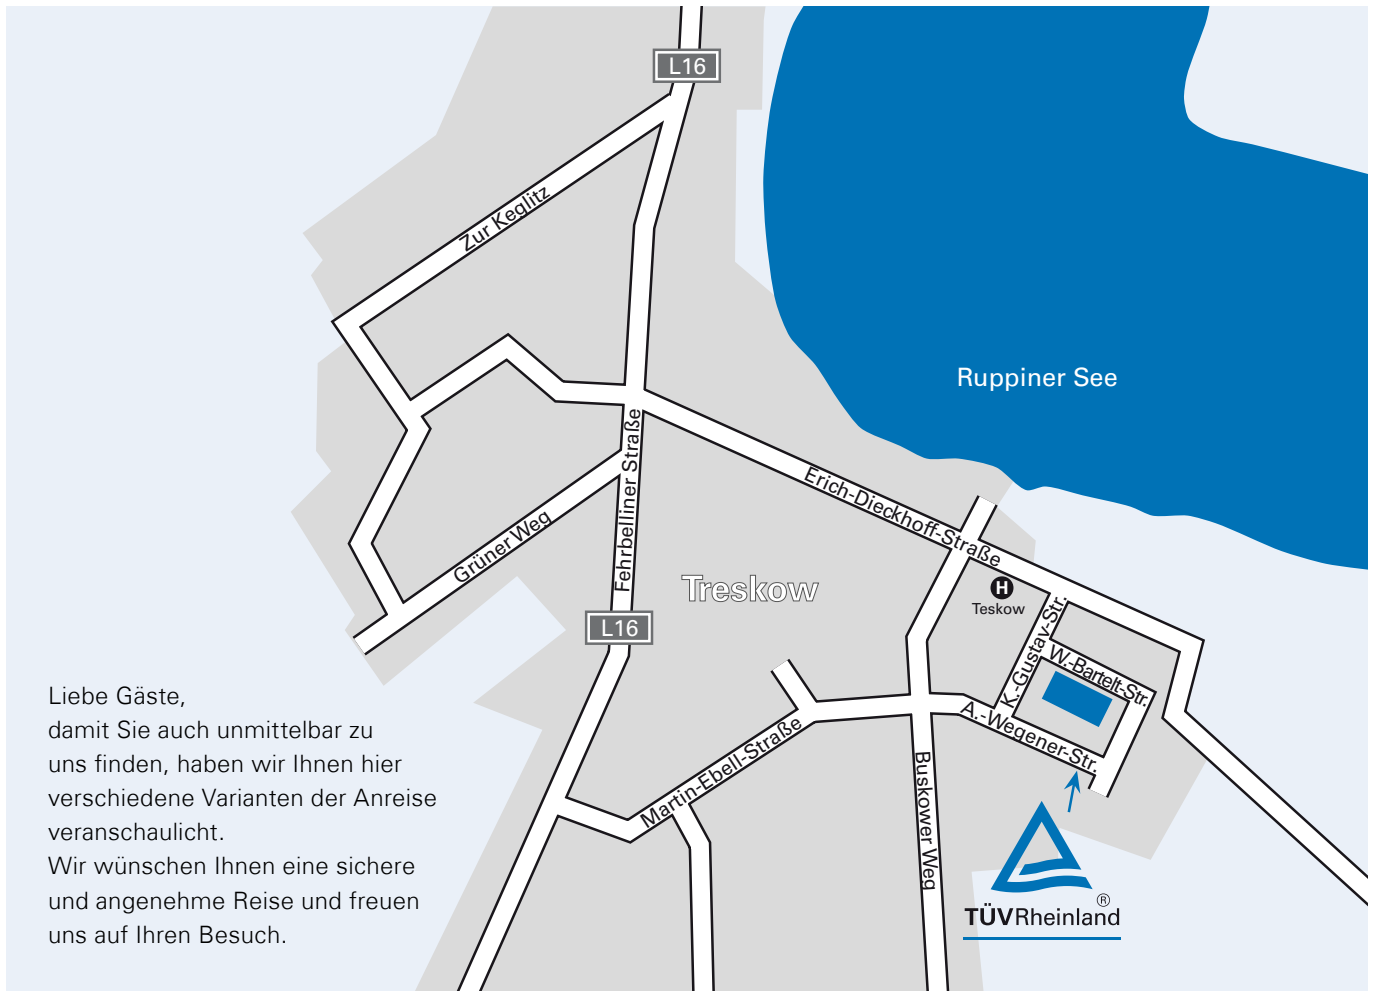 L16
Zur Keglitz
Ruppiner See
Fehrbelliner Straße
Erich-Dieckhoff-Straße
Grüner Weg
Treskow
H
Teskow
L16
K.-Gustav-Str.
W.-Bartelt-Str.
A.-Wegener-Str.
Martin-Ebell-Straße
Buskower Weg
Liebe Gäste,
damit Sie auch unmittelbar zu
uns finden, haben wir Ihnen hier
verschiedene Varianten der Anreise
veranschaulicht.
Wir wünschen Ihnen eine sichere
und angenehme Reise und freuen
uns auf Ihren Besuch.
®
TÜVRheinland